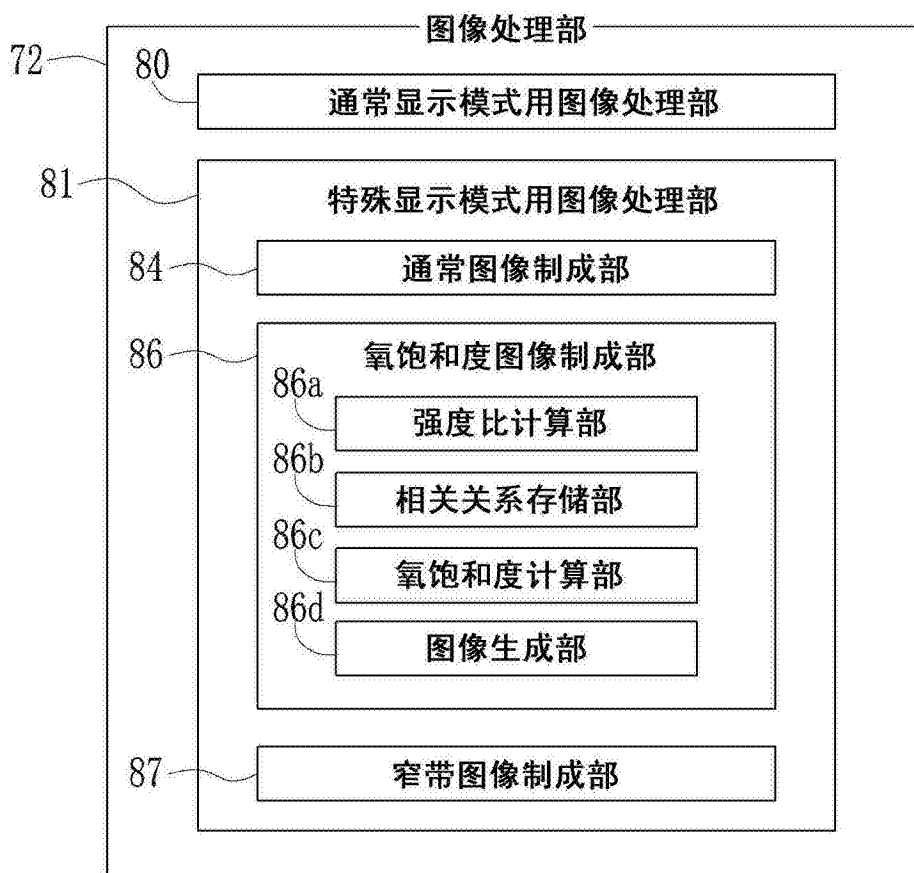 图像处理部
72
80
通常显示模式用图像处理部
81
特殊显示模式用图像处理部
84
通常图像制成部
86
氧饱和度图像制成部
86a
强度比计算部
86b
相关关系存储部
86c
氧饱和度计算部
86d
图像生成部
87
窄带图像制成部